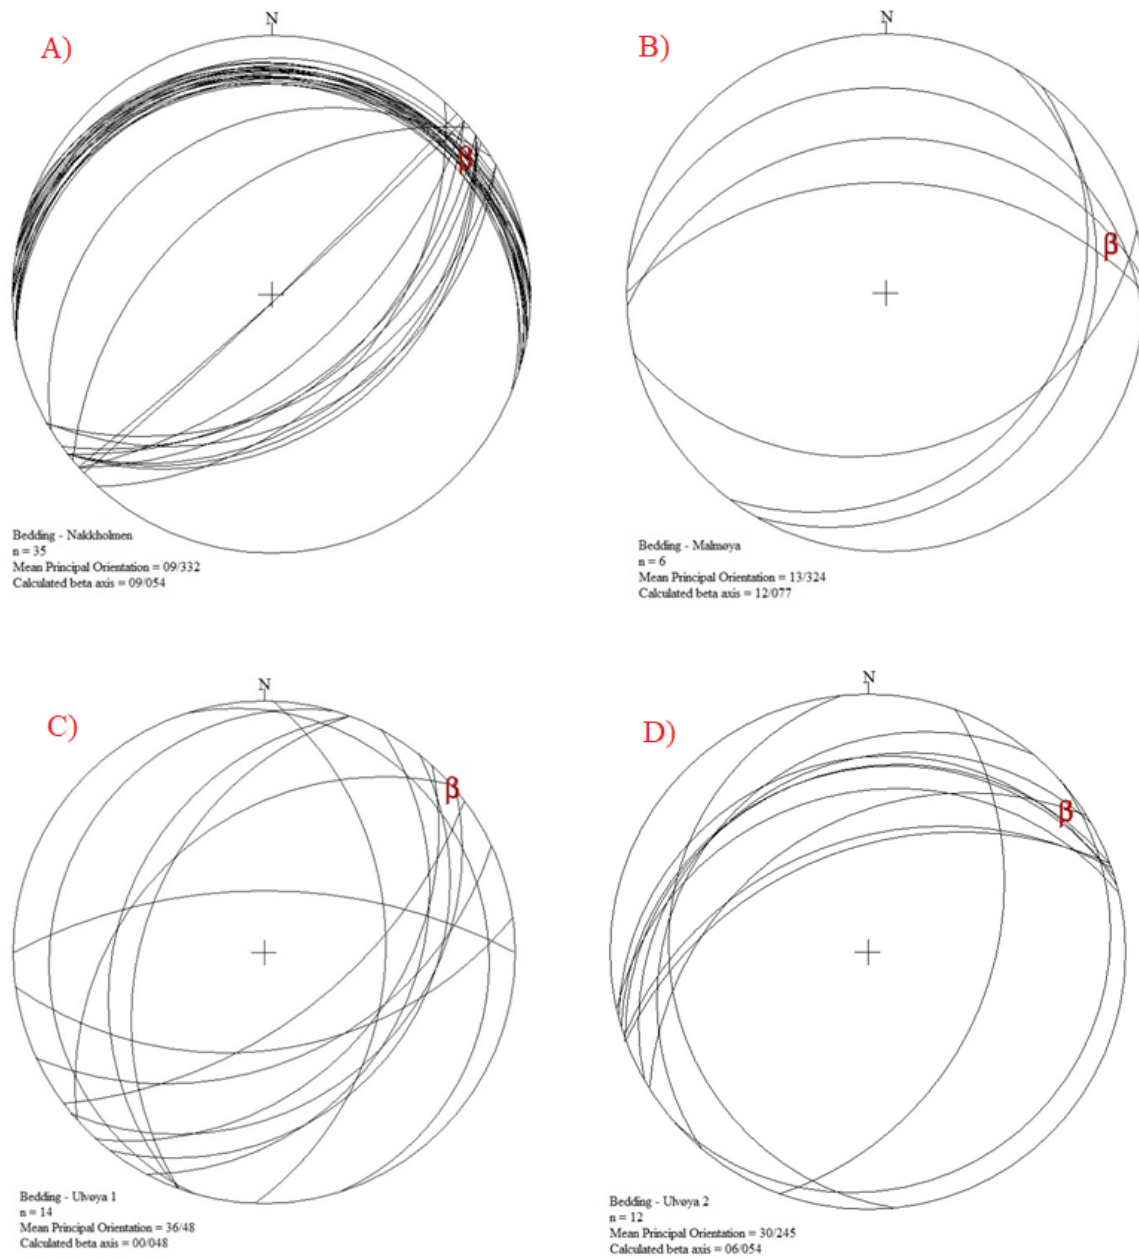 A)
N
β
Bedding - Nakkholmen
n = 35
Mean Principal Orientation = 09/332
Calculated beta axis = 09/054
B)
N
β
Bedding - Malmøya
n = 6
Mean Principal Orientation = 13/324
Calculated beta axis = 12/077
C)
N
β
Bedding - Ulvøya 1
n = 14
Mean Principal Orientation = 36/48
Calculated beta axis = 00/048
D)
N
β
Bedding - Ulvøya 2
n = 12
Mean Principal Orientation = 30/245
Calculated beta axis = 06/054